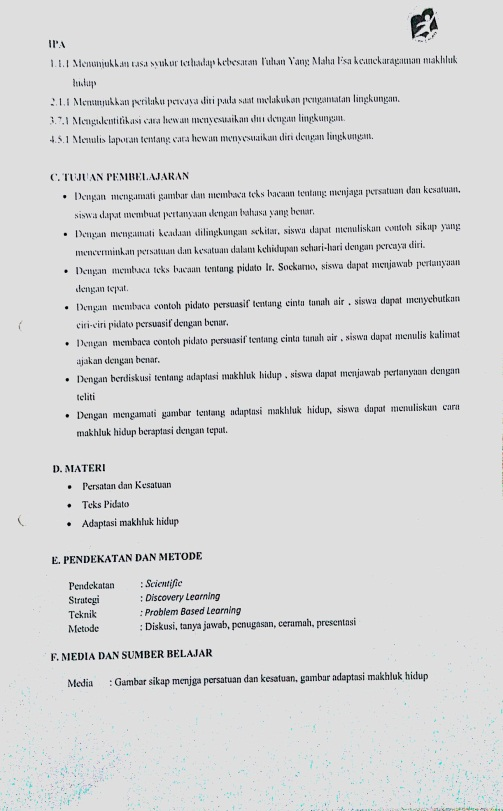 IPA
1.1.1 Menunjukkan rasa syukur terhadap kebesaran Tuhan Yang Maha Esa keanekaragaman makhluk
hidup
2.1.1 Menunjukkan perilaku percaya diri pada saat melakukan pengamatan lingkungan.
3.7.1 Mengidentifikasi cara hewan menyesuaikan diri dengan lingkungan.
4.5.1 Menulis laporan tentang cara hewan menyesuaikan diri dengan lingkungan.
C. TUJUAN PEMBELAJARAN
• Dengan mengamati gambar dan membaca teks bacaan tentang menjaga persatuan dan kesatuan,
siswa dapat membuat pertanyaan dengan bahasa yang benar.
• Dengan mengamati keadaan dilingkungan sekitar, siswa dapat menuliskan contoh sikap yang
mencerminkan persatuan dan kesatuan dalam kehidupan sehari-hari dengan percaya diri.
• Dengan membaca teks bacaan tentang pidato Ir. Soekarno, siswa dapat menjawab pertanyaan
dengan tepat.
• Dengan membaca contoh pidato persuasif tentang cinta tanah air , siswa dapat menyebutkan
ciri-ciri pidato persuasif dengan benar.
• Dengan membaca contoh pidato persuasif tentang cinta tanah air , siswa dapat menulis kalimat
ajakan dengan benar.
• Dengan berdiskusi tentang adaptasi makhluk hidup , siswa dapat menjawab pertanyaan dengan
teliti
• Dengan mengamati gambar tentang adaptasi makhluk hidup, siswa dapat menuliskan cara
makhluk hidup beraptasi dengan tepat.
D. MATERI
• Persatan dan Kesatuan
• Teks Pidato
• Adaptasi makhluk hidup
E. PENDEKATAN DAN METODE
Pendekatan : Scientific
Strategi : Discovery Learning
Teknik : Problem Based Learning
Metode : Diskusi, tanya jawab, penugasan, ceramah, presentasi
F. MEDIA DAN SUMBER BELAJAR
Media : Gambar sikap menjga persatuan dan kesatuan, gambar adaptasi makhluk hidup